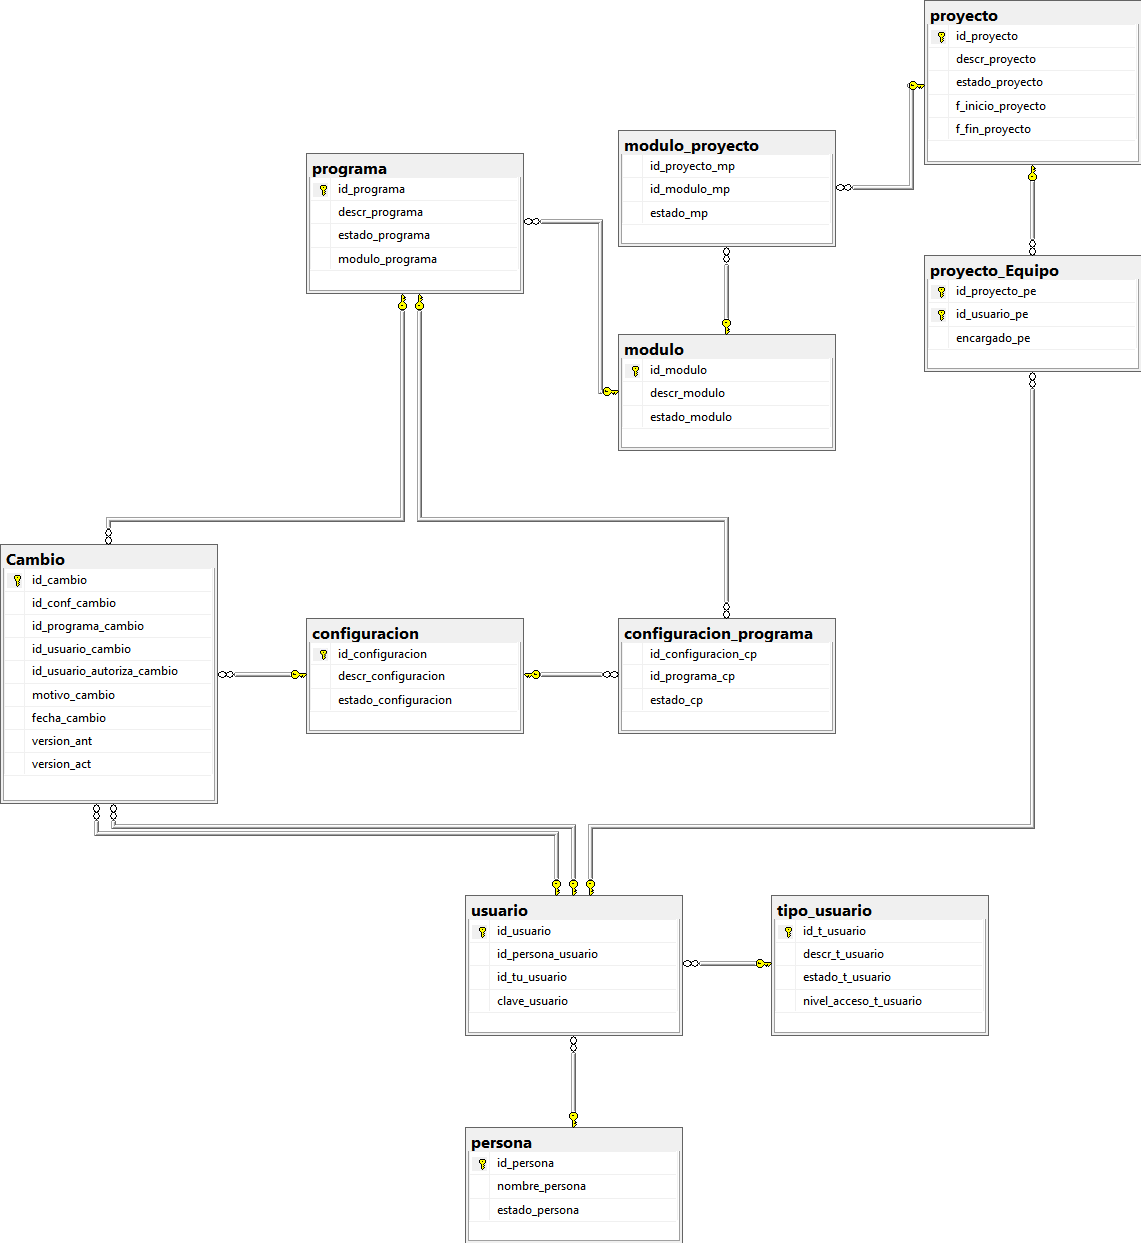 proyecto
id_proyecto
descr_proyecto
estado_proyecto
f_inicio_proyecto
f_fin_proyecto
modulo_proyecto
id_proyecto_mp
id_modulo_mp
estado_mp
programa
id_programa
descr_programa
estado_programa
modulo_programa
proyecto_Equipo
id_proyecto_pe
id_usuario_pe
encargado_pe
modulo
id_modulo
descr_modulo
estado_modulo
Cambio
id_cambio
id_conf_cambio
id_programa_cambio
id_usuario_cambio
id_usuario_autoriza_cambio
motivo_cambio
fecha_cambio
version_ant
version_act
configuracion
id_configuracion
descr_configuracion
estado_configuracion
configuracion_programa
id_configuracion_cp
id_programa_cp
estado_cp
usuario
id_usuario
id_persona_usuario
id_tu_usuario
clave_usuario
tipo_usuario
id_t_usuario
descr_t_usuario
estado_t_usuario
nivel_acceso_t_usuario
persona
id_persona
nombre_persona
estado_persona